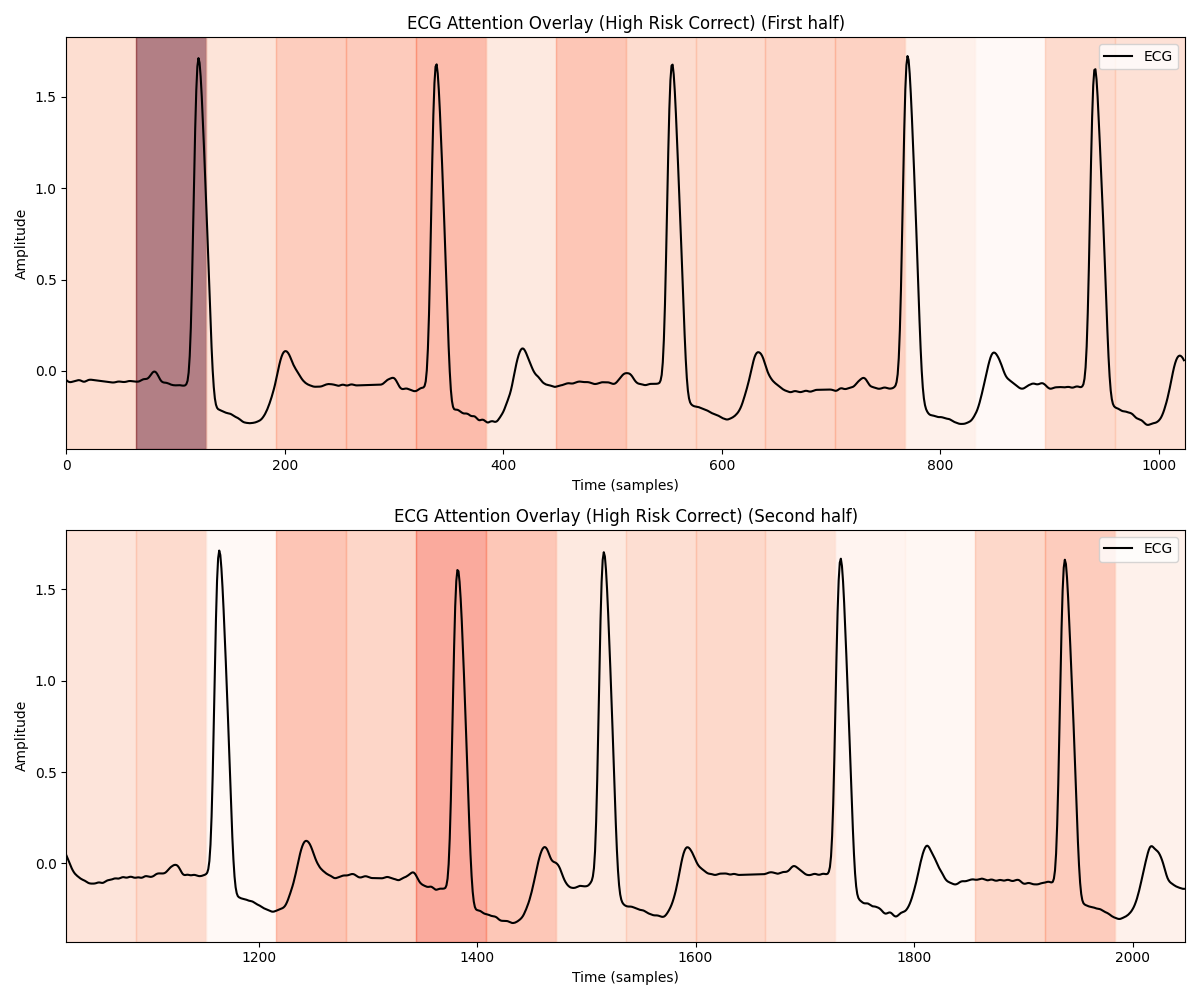 ECG Attention Overlay (High Risk Correct) (First half)
ECG
1.5
1.0
0.5
0.0
Amplitude
0 200 400 600 800 1000
Time (samples)
ECG Attention Overlay (High Risk Correct) (Second half)
ECG
1.5
1.0
0.5
0.0
Amplitude
1200 1400 1600 1800 2000
Time (samples)